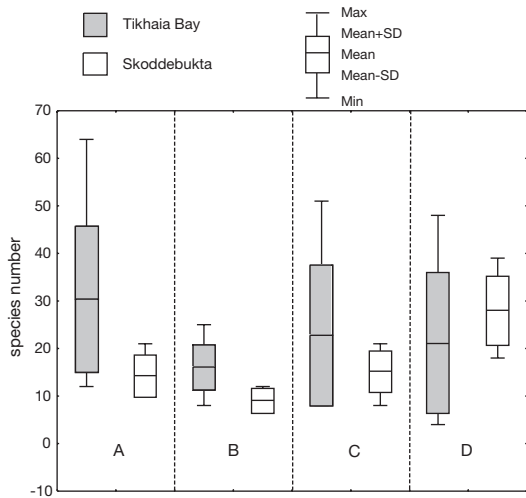 Tikhaia Bay
Skoddebukta
Max
Mean+SD
Mean
Mean-SD
Min
species number
70
60
50
40
30
20
10
0
-10
A
B
C
D